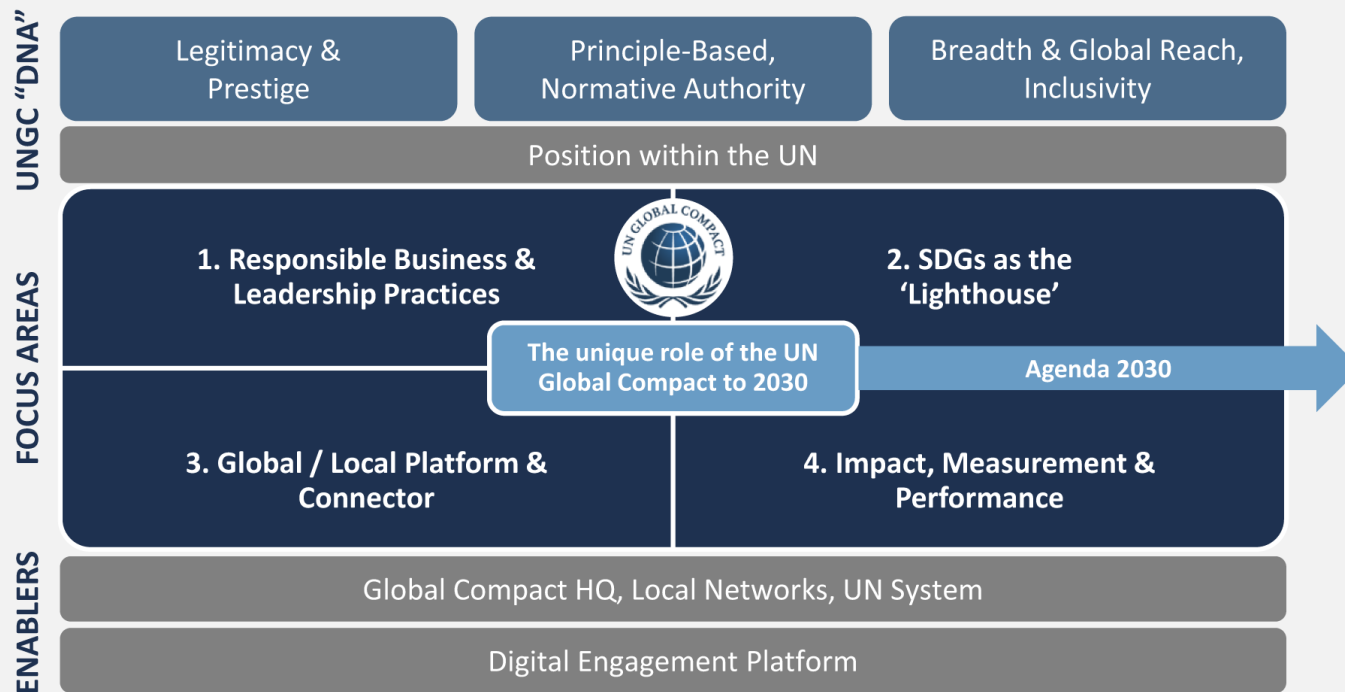 UNGC “DNA”
Legitimacy &
Prestige
Principle-Based,
Normative Authority
Breadth & Global Reach,
Inclusivity
Position within the UN
FOCUS AREAS
1. Responsible Business &
Leadership Practices
UN GLOBAL COMPACT
2. SDGs as the
‘Lighthouse’
The unique role of the UN
Global Compact to 2030
Agenda 2030
3. Global / Local Platform &
Connector
4. Impact, Measurement &
Performance
ENABLERS
Global Compact HQ, Local Networks, UN System
Digital Engagement Platform